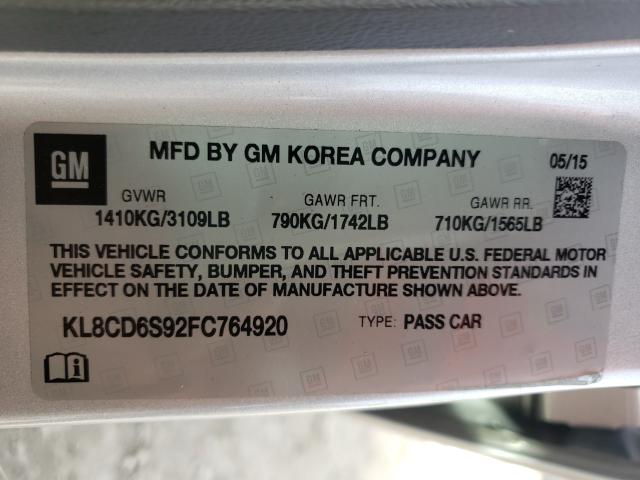 GM
MFD BY GM KOREA COMPANY
05/15
GVWR GAWR FRT. GAWR RR.
1410KG/3109LB 790KG/1742LB 710KG/1565LB
THIS VEHICLE CONFORMS TO ALL APPLICABLE U.S. FEDERAL MOTOR
VEHICLE SAFETY, BUMPER, AND THEFT PREVENTION STANDARDS IN
EFFECT ON THE DATE OF MANUFACTURE SHOWN ABOVE.
KL8CD6S92FC764920 TYPE: PASS CAR